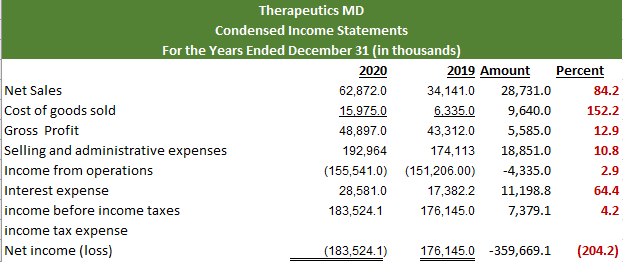 Therapeutics MD
Condensed Income Statements
For the Years Ended December 31 (in thousands)
2020 2019 Amount Percent
Net Sales 62,872.0 34,141.0 28,731.0 84.2
Cost of goods sold 15,975.0 6,335.0 9,640.0 152.2
Gross Profit 48,897.0 43,312.0 5,585.0 12.9
Selling and administrative expenses 192,964 174,113 18,851.0 10.8
Income from operations (155,541.0) (151,206.00) -4,335.0 2.9
Interest expense 28,581.0 17,382.2 11,198.8 64.4
income before income taxes 183,524.1 176,145.0 7,379.1 4.2
income tax expense
Net income (loss) (183,524.1) 176,145.0 -359,669.1 (204.2)